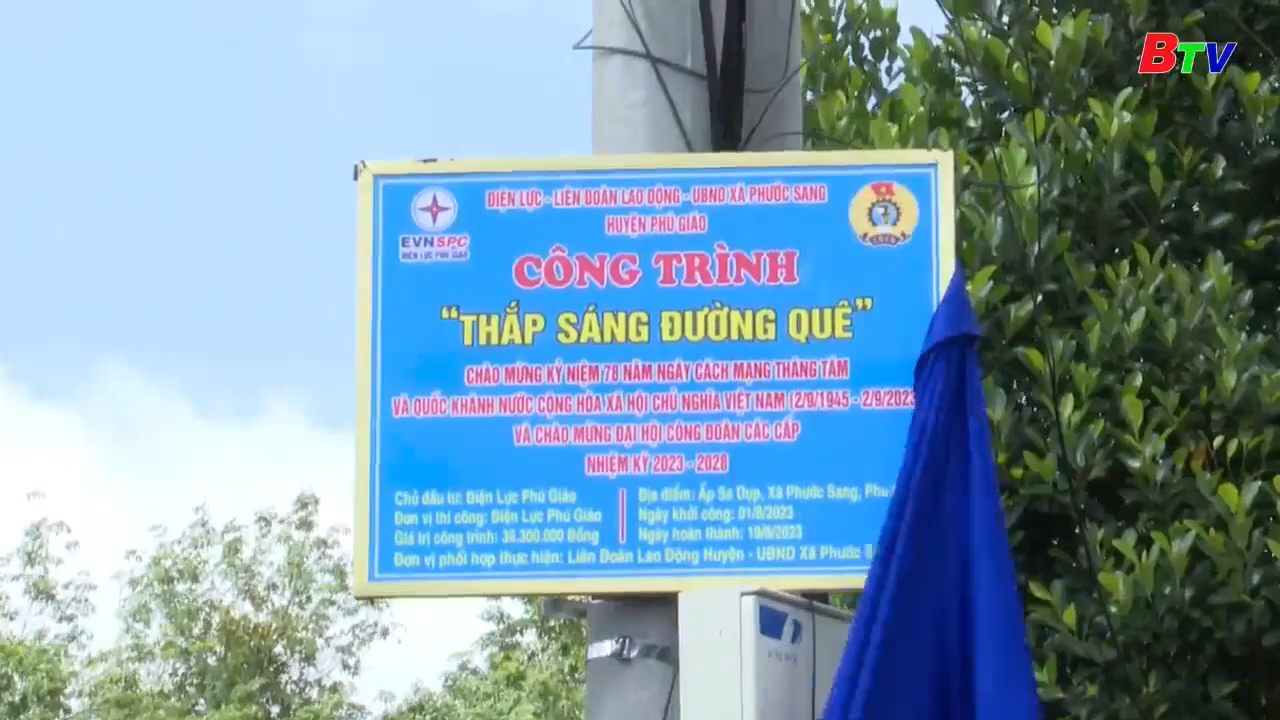 BTV
ĐIỆN LỰC - LIÊN ĐOÀN LAO ĐỘNG - UBND XÃ PHƯỚC SANG
HUYỆN PHÚ GIÁO
EVNSPC
ĐIỆN LỰC PHÚ GIÁO
CÔNG TRÌNH
“THẮP SÁNG ĐƯỜNG QUÊ”
CHÀO MỪNG KỶ NIỆM 78 NĂM NGÀY CÁCH MẠNG THÁNG TÁM
VÀ QUỐC KHÁNH NƯỚC CỘNG HÒA XÃ HỘI CHỦ NGHĨA VIỆT NAM (2/9/1945 - 2/9/2023
VÀ CHÀO MỪNG ĐẠI HỘI CÔNG ĐOÀN CÁC CẤP
NHIỆM KỲ 2023 - 2028
Chủ đầu tư: Điện Lực Phú Giáo
Đơn vị thi công: Điện Lực Phú Giáo
Giá trị công trình: 30.300.000 Đồng
Địa điểm: Ấp Sa Dụp, Xã Phước Sang, Phú
Ngày khởi công: 01/8/2023
Ngày hoàn thành: 10/8/2023
Đơn vị phối hợp thực hiện: Liên Đoàn Lao Động Huyện - UBND Xã Phước